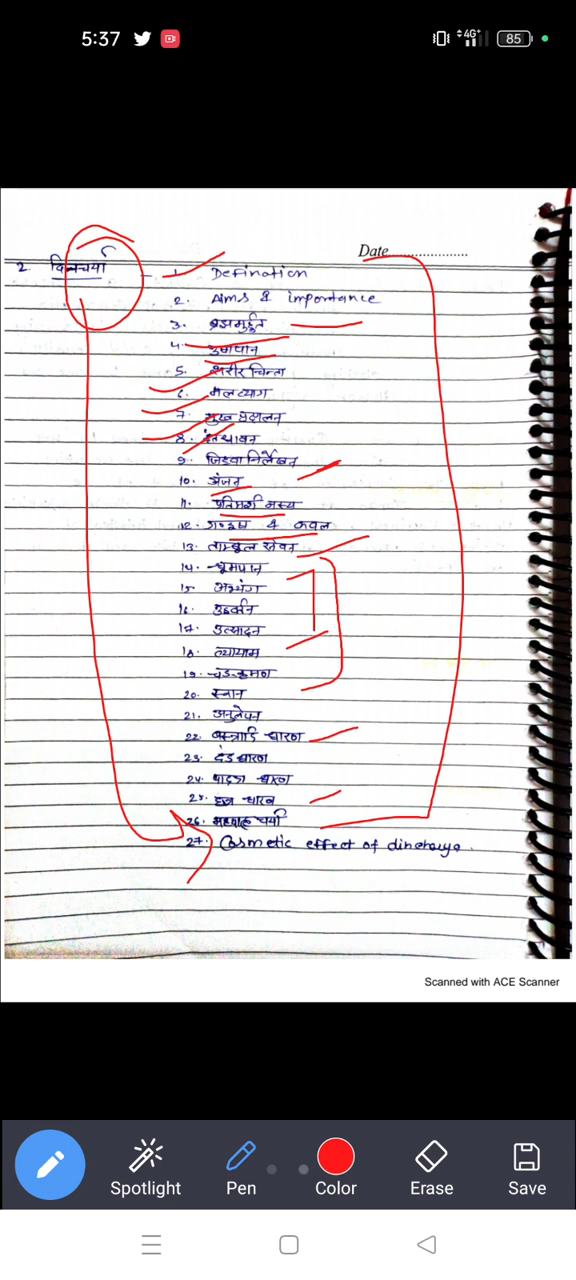 5:37 4G+ 85
Date
2. दिनचर्या - 1. Defination
2. Aims & importance
3. ब्रह्ममुर्हुत
4. उषापान
5. शरीर चिन्ता
6. मलत्याग
7. मुख प्रक्षालन
8. दंतधावन
9. जिह्वा निर्लेखन
10. अंजन
11. प्रतिमर्श नस्य
12. गण्डूष & कवल
13. ताम्बुल सेवन
14. धूमपान
15. अभ्यंग
16. उद्वर्तन
17. उत्सादन
18. व्यायाम
19. चंक्रमण
20. स्नान
21. अनुलेपन
22. वस्त्रादि धारण
23. दंड धारण
24. पादत्र धारण
25. छत्र धारण
26. चर्या
27. Cosmetic effect of dincharya.
Scanned with ACE Scanner
Spotlight Pen Color Erase Save